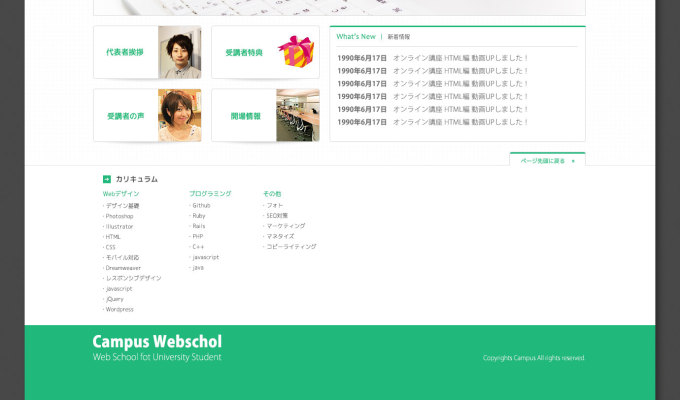 代表者挨拶
受講者特典
受講者の声
開場情報
What's New | 新着情報
1990年6月17日 オンライン講座 HTML編 動画UPしました！
1990年6月17日 オンライン講座 HTML編 動画UPしました！
1990年6月17日 オンライン講座 HTML編 動画UPしました！
1990年6月17日 オンライン講座 HTML編 動画UPしました！
1990年6月17日 オンライン講座 HTML編 動画UPしました！
1990年6月17日 オンライン講座 HTML編 動画UPしました！
ページ先頭に戻る
カリキュラム
Webデザイン
・デザイン基礎
・Photoshop
・Illustrator
・HTML
・CSS
・モバイル対応
・Dreamweaver
・レスポンシブデザイン
・javascript
・jQuery
・Wordpress
プログラミング
・Github
・Ruby
・Rails
・PHP
・C++
・javascript
・java
その他
・フォト
・SEO対策
・マーケティング
・マネタイズ
・コピーライティング
Campus Webschol
Web School fot University Student
Copyrights Campus All rights reserved.